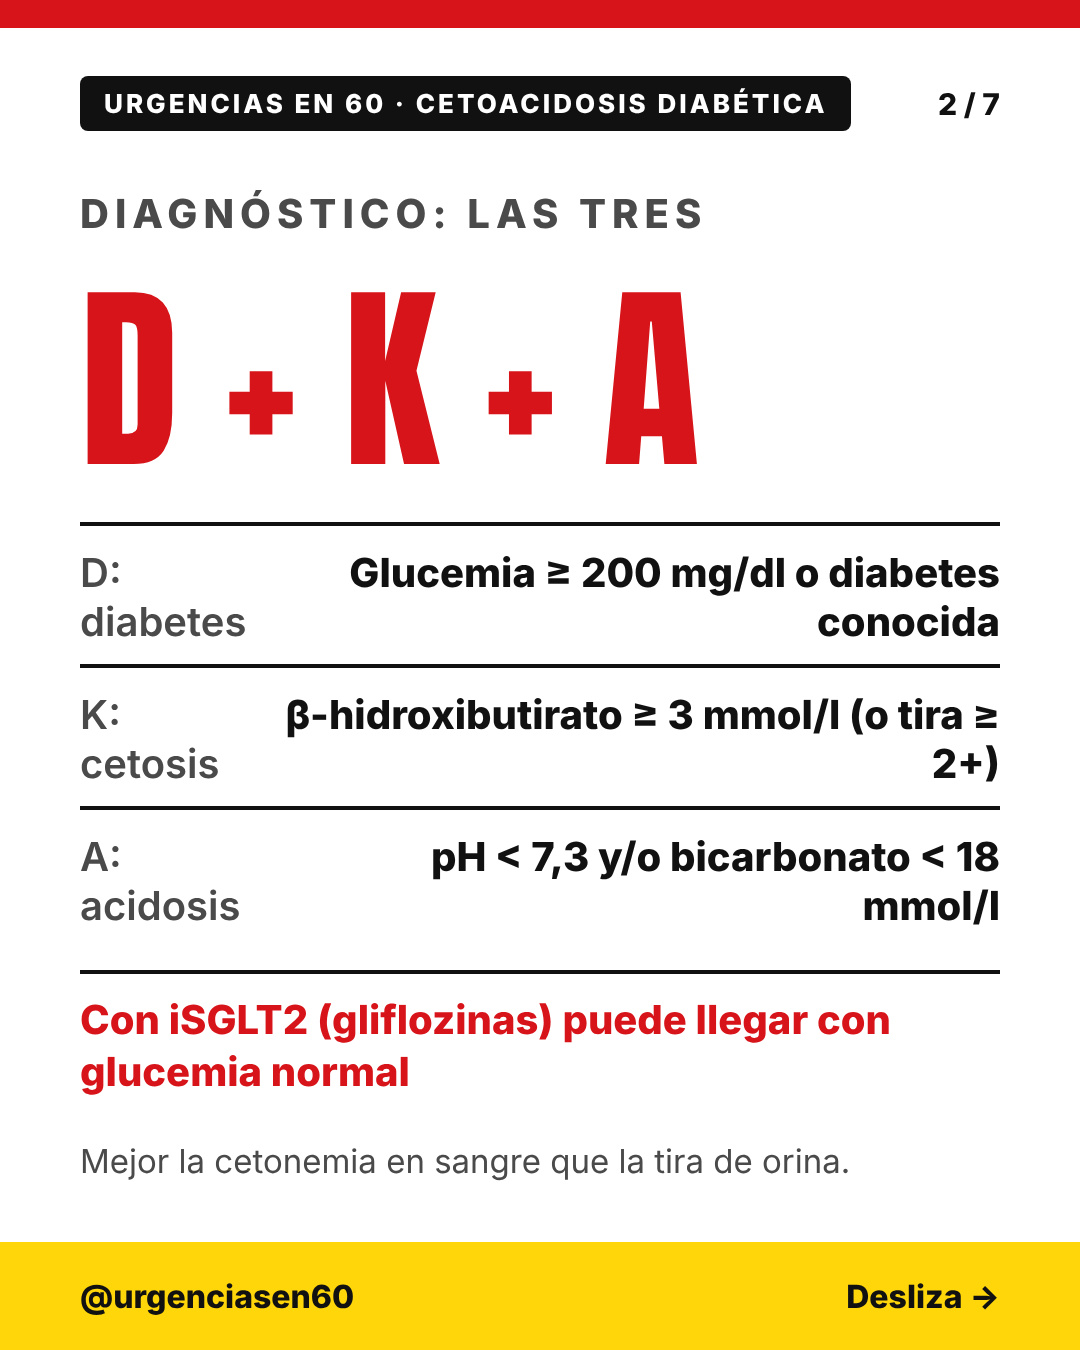 URGENCIAS EN 60 · CETOACIDOSIS DIABÉTICA
2 / 7
DIAGNÓSTICO: LAS TRES
D + K + A
D: diabetes
Glucemia ≥ 200 mg/dl o diabetes
conocida
K: cetosis
β-hidroxibutirato ≥ 3 mmol/l (o tira ≥
2+)
A: acidosis
pH < 7,3 y/o bicarbonato < 18
mmol/l
Con iSGLT2 (gliflozinas) puede llegar con
glucemia normal
Mejor la cetonemia en sangre que la tira de orina.
@urgenciasen60
Desliza →